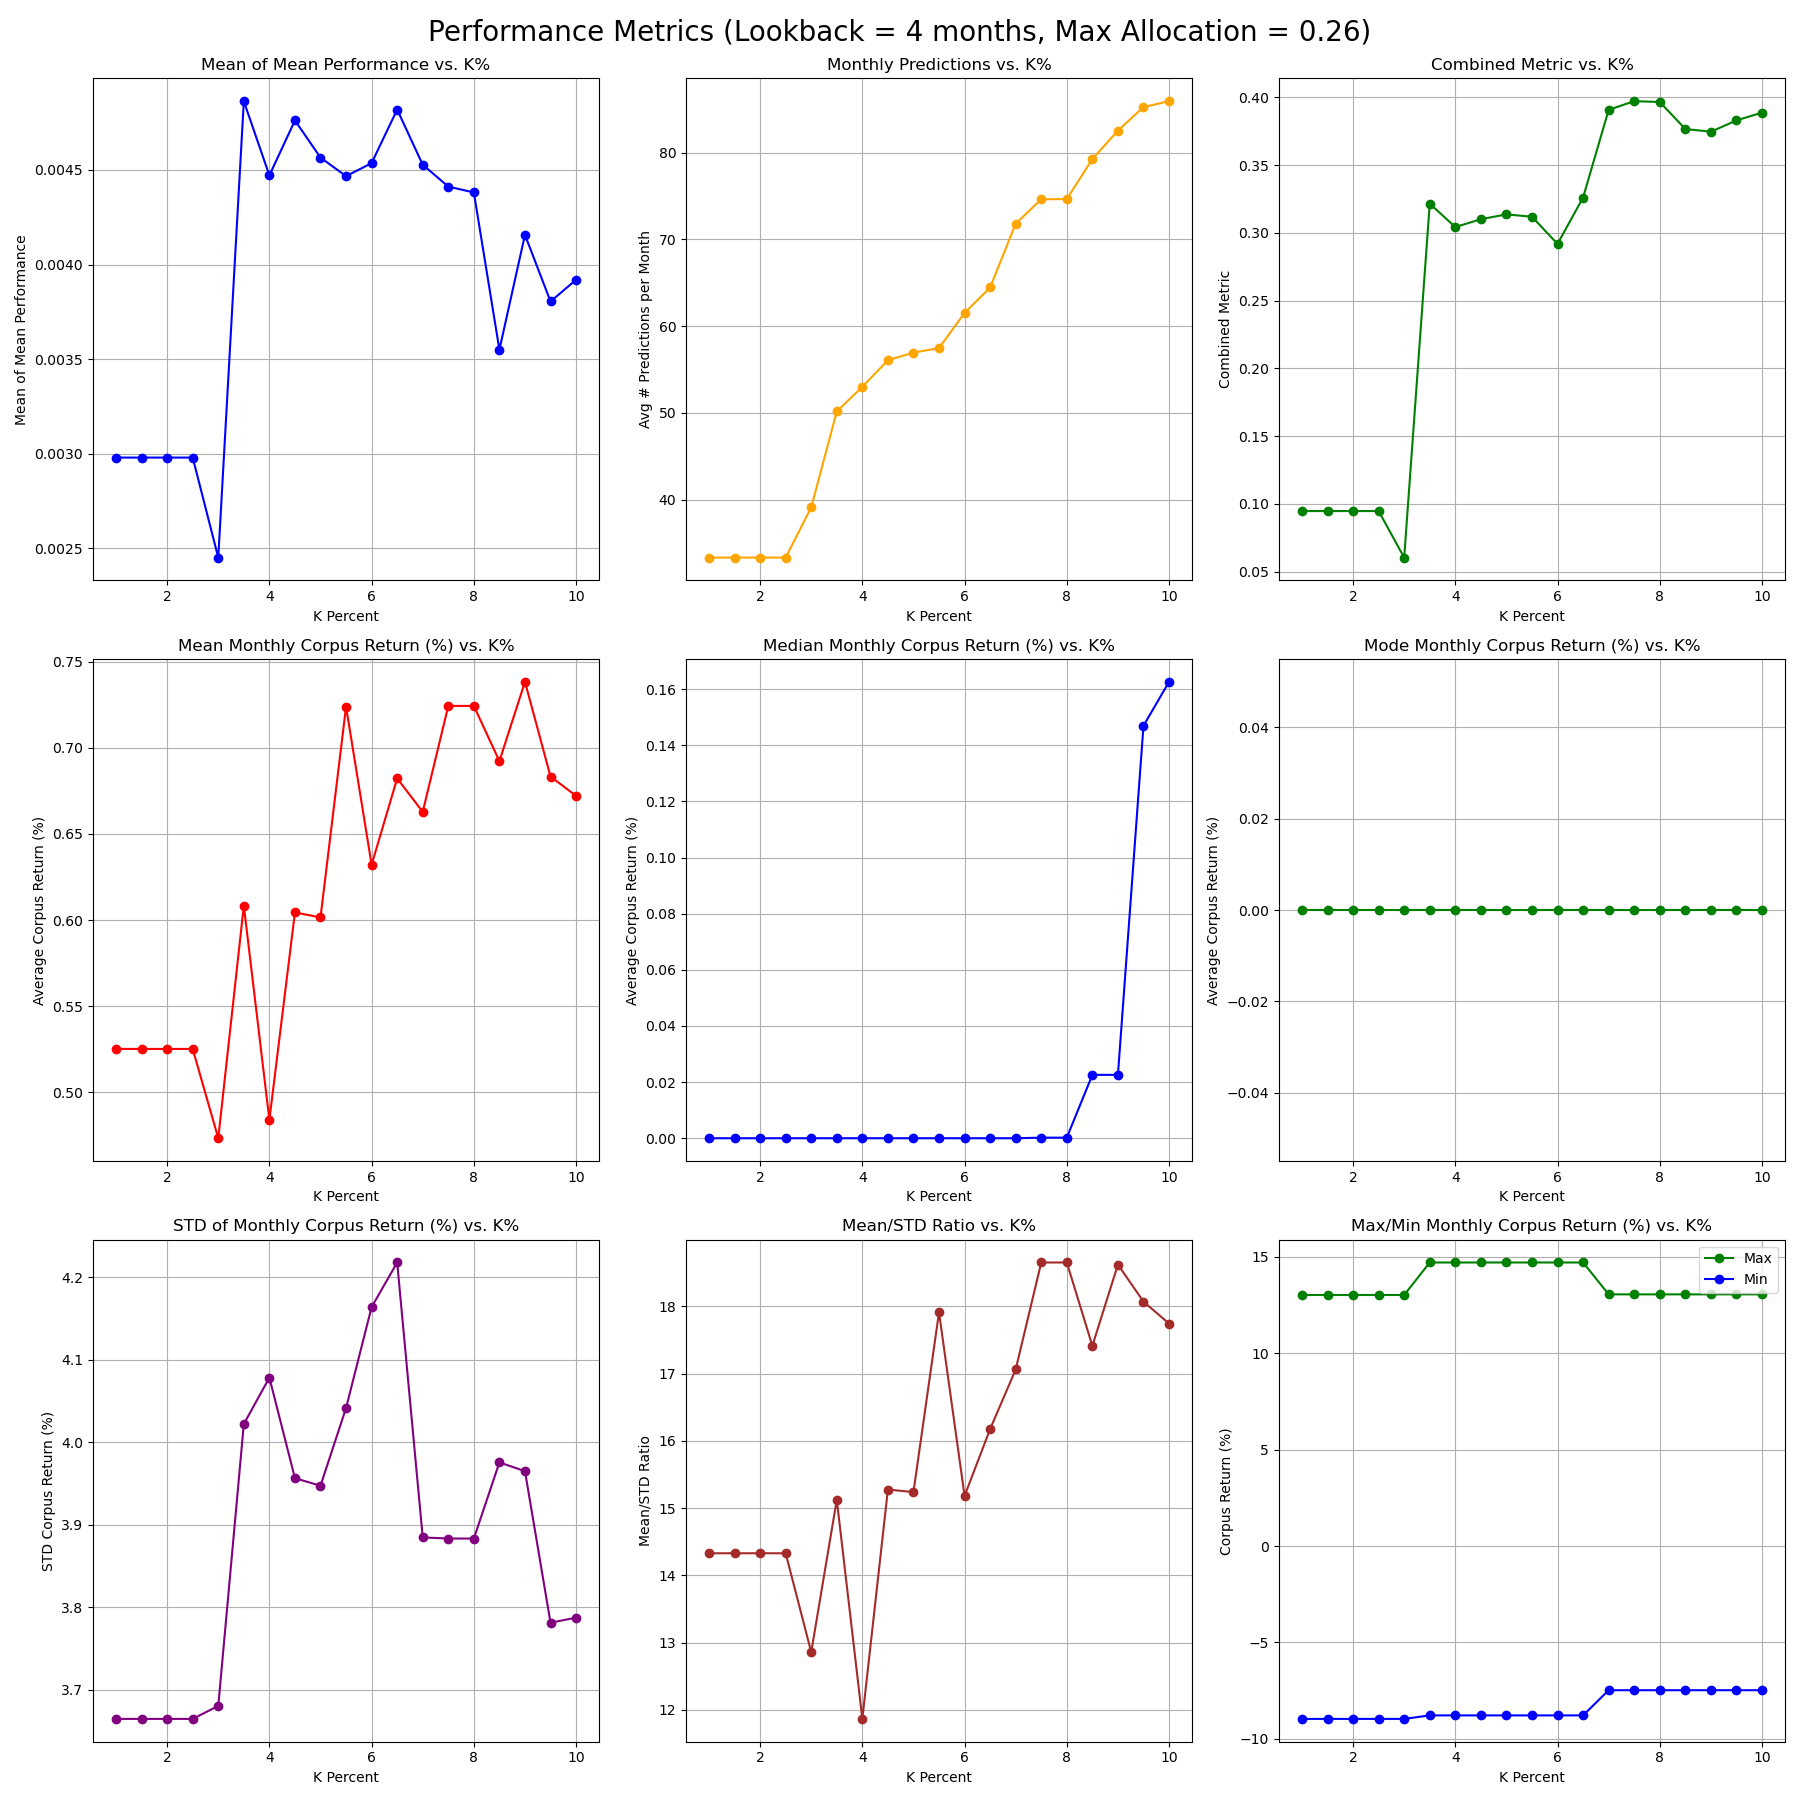 Performance Metrics (Lookback = 4 months, Max Allocation = 0.26)
Mean of Mean Performance vs. K%
Mean of Mean Performance
0.0045
0.0040
0.0035
0.0030
0.0025
2 4 6 8 10
K Percent
Monthly Predictions vs. K%
Avg # Predictions per Month
80
70
60
50
40
2 4 6 8 10
K Percent
Combined Metric vs. K%
Combined Metric
0.40
0.35
0.30
0.25
0.20
0.15
0.10
0.05
2 4 6 8 10
K Percent
Mean Monthly Corpus Return (%) vs. K%
Average Corpus Return (%)
0.75
0.70
0.65
0.60
0.55
0.50
2 4 6 8 10
K Percent
Median Monthly Corpus Return (%) vs. K%
Average Corpus Return (%)
0.16
0.14
0.12
0.10
0.08
0.06
0.04
0.02
0.00
2 4 6 8 10
K Percent
Mode Monthly Corpus Return (%) vs. K%
Average Corpus Return (%)
0.04
0.02
0.00
−0.02
−0.04
2 4 6 8 10
K Percent
STD of Monthly Corpus Return (%) vs. K%
STD Corpus Return (%)
4.2
4.1
4.0
3.9
3.8
3.7
2 4 6 8 10
K Percent
Mean/STD Ratio vs. K%
Mean/STD Ratio
18
17
16
15
14
13
12
2 4 6 8 10
K Percent
Max/Min Monthly Corpus Return (%) vs. K%
Corpus Return (%)
15
10
5
0
−5
−10
Max
Min
2 4 6 8 10
K Percent